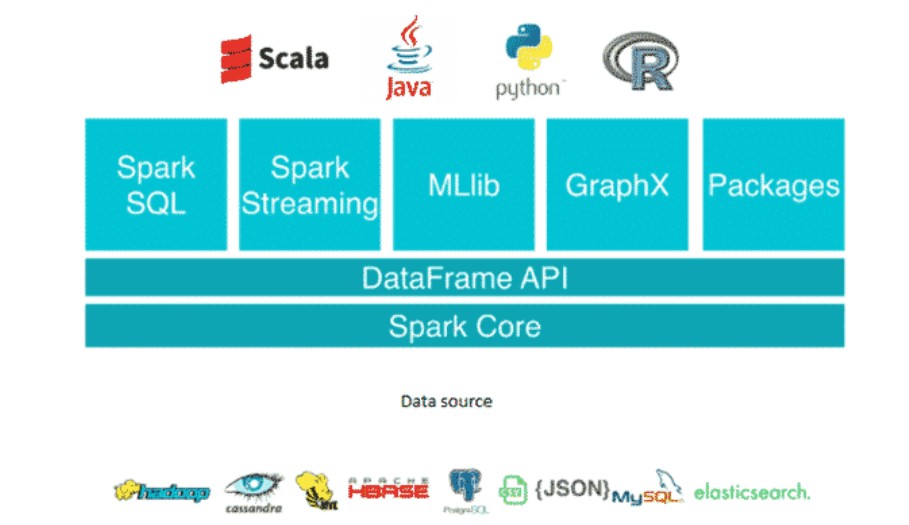 Scala
Java
python
R
Spark
SQL
Spark
Streaming
MLlib
GraphX
Packages
DataFrame API
Spark Core
Data source
hadoop
cassandra
HIVE
APACHE
HBASE
PostgreSQL
CSV
{JSON}
MySQL
elasticsearch.